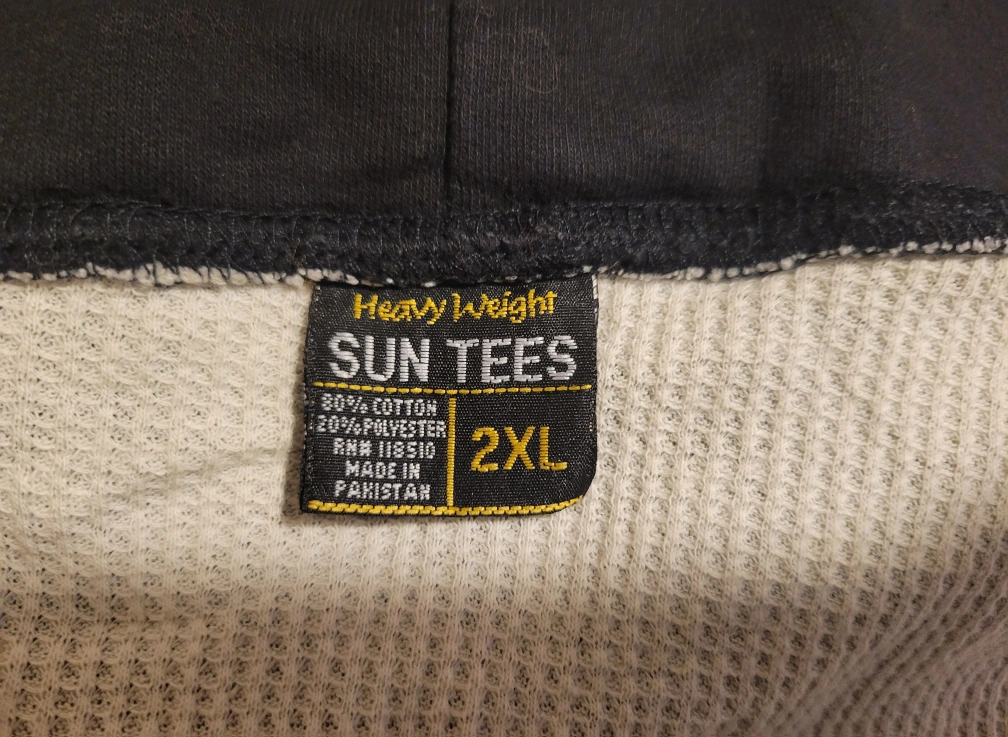 Heavy Weight
SUN TEES
80% COTTON
20% POLYESTER
RN# 118510
MADE IN
PAKISTAN
2XL